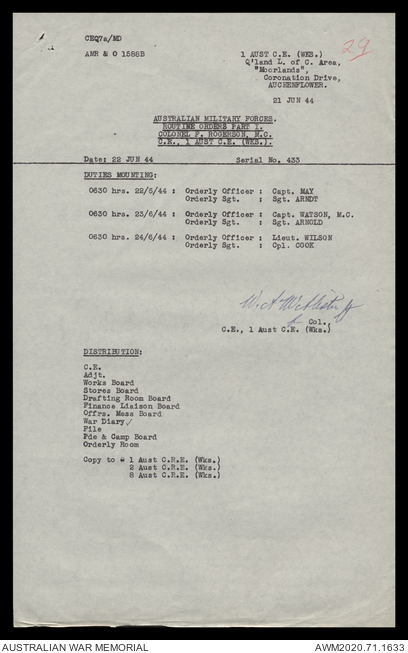 CEQ7a/MD
AMR & O 1588B
1 AUST C.E. (WKS.)
Q'land L. of C. Area,
"Moorlands",
Coronation Drive,
AUCHENFLOWER.
29
21 JUN 44
AUSTRALIAN MILITARY FORCES.
ROUTINE ORDERS PART 1.
COLONEL F. ROGERSON, M.C.
C.E., 1 AUST C.E. (WKS.).
Date: 22 JUN 44 Serial No. 433
DUTIES MOUNTING:
0630 hrs. 22/6/44 : Orderly Officer : Capt. MAY
Orderly Sgt. : Sgt. ARNDT
0630 hrs. 23/6/44 : Orderly Officer : Capt. WATSON, M.C.
Orderly Sgt. : Sgt. ARNOLD
0630 hrs. 24/6/44 : Orderly Officer : Lieut. WILSON
Orderly Sgt. : Cpl. COOK
Col.
C.E., 1 Aust C.E. (Wks.)
DISTRIBUTION:
C.E.
Adjt.
Works Board
Stores Board
Drafting Room Board
Finance Liaison Board
Offrs. Mess Board
War Diary ✓
File
Fde & Camp Board
Orderly Room
Copy to 1 Aust C.R.E. (Wks.)
2 Aust C.R.E. (Wks.)
8 Aust C.R.E. (Wks.)
AUSTRALIAN WAR MEMORIAL AWM2020.71.1633